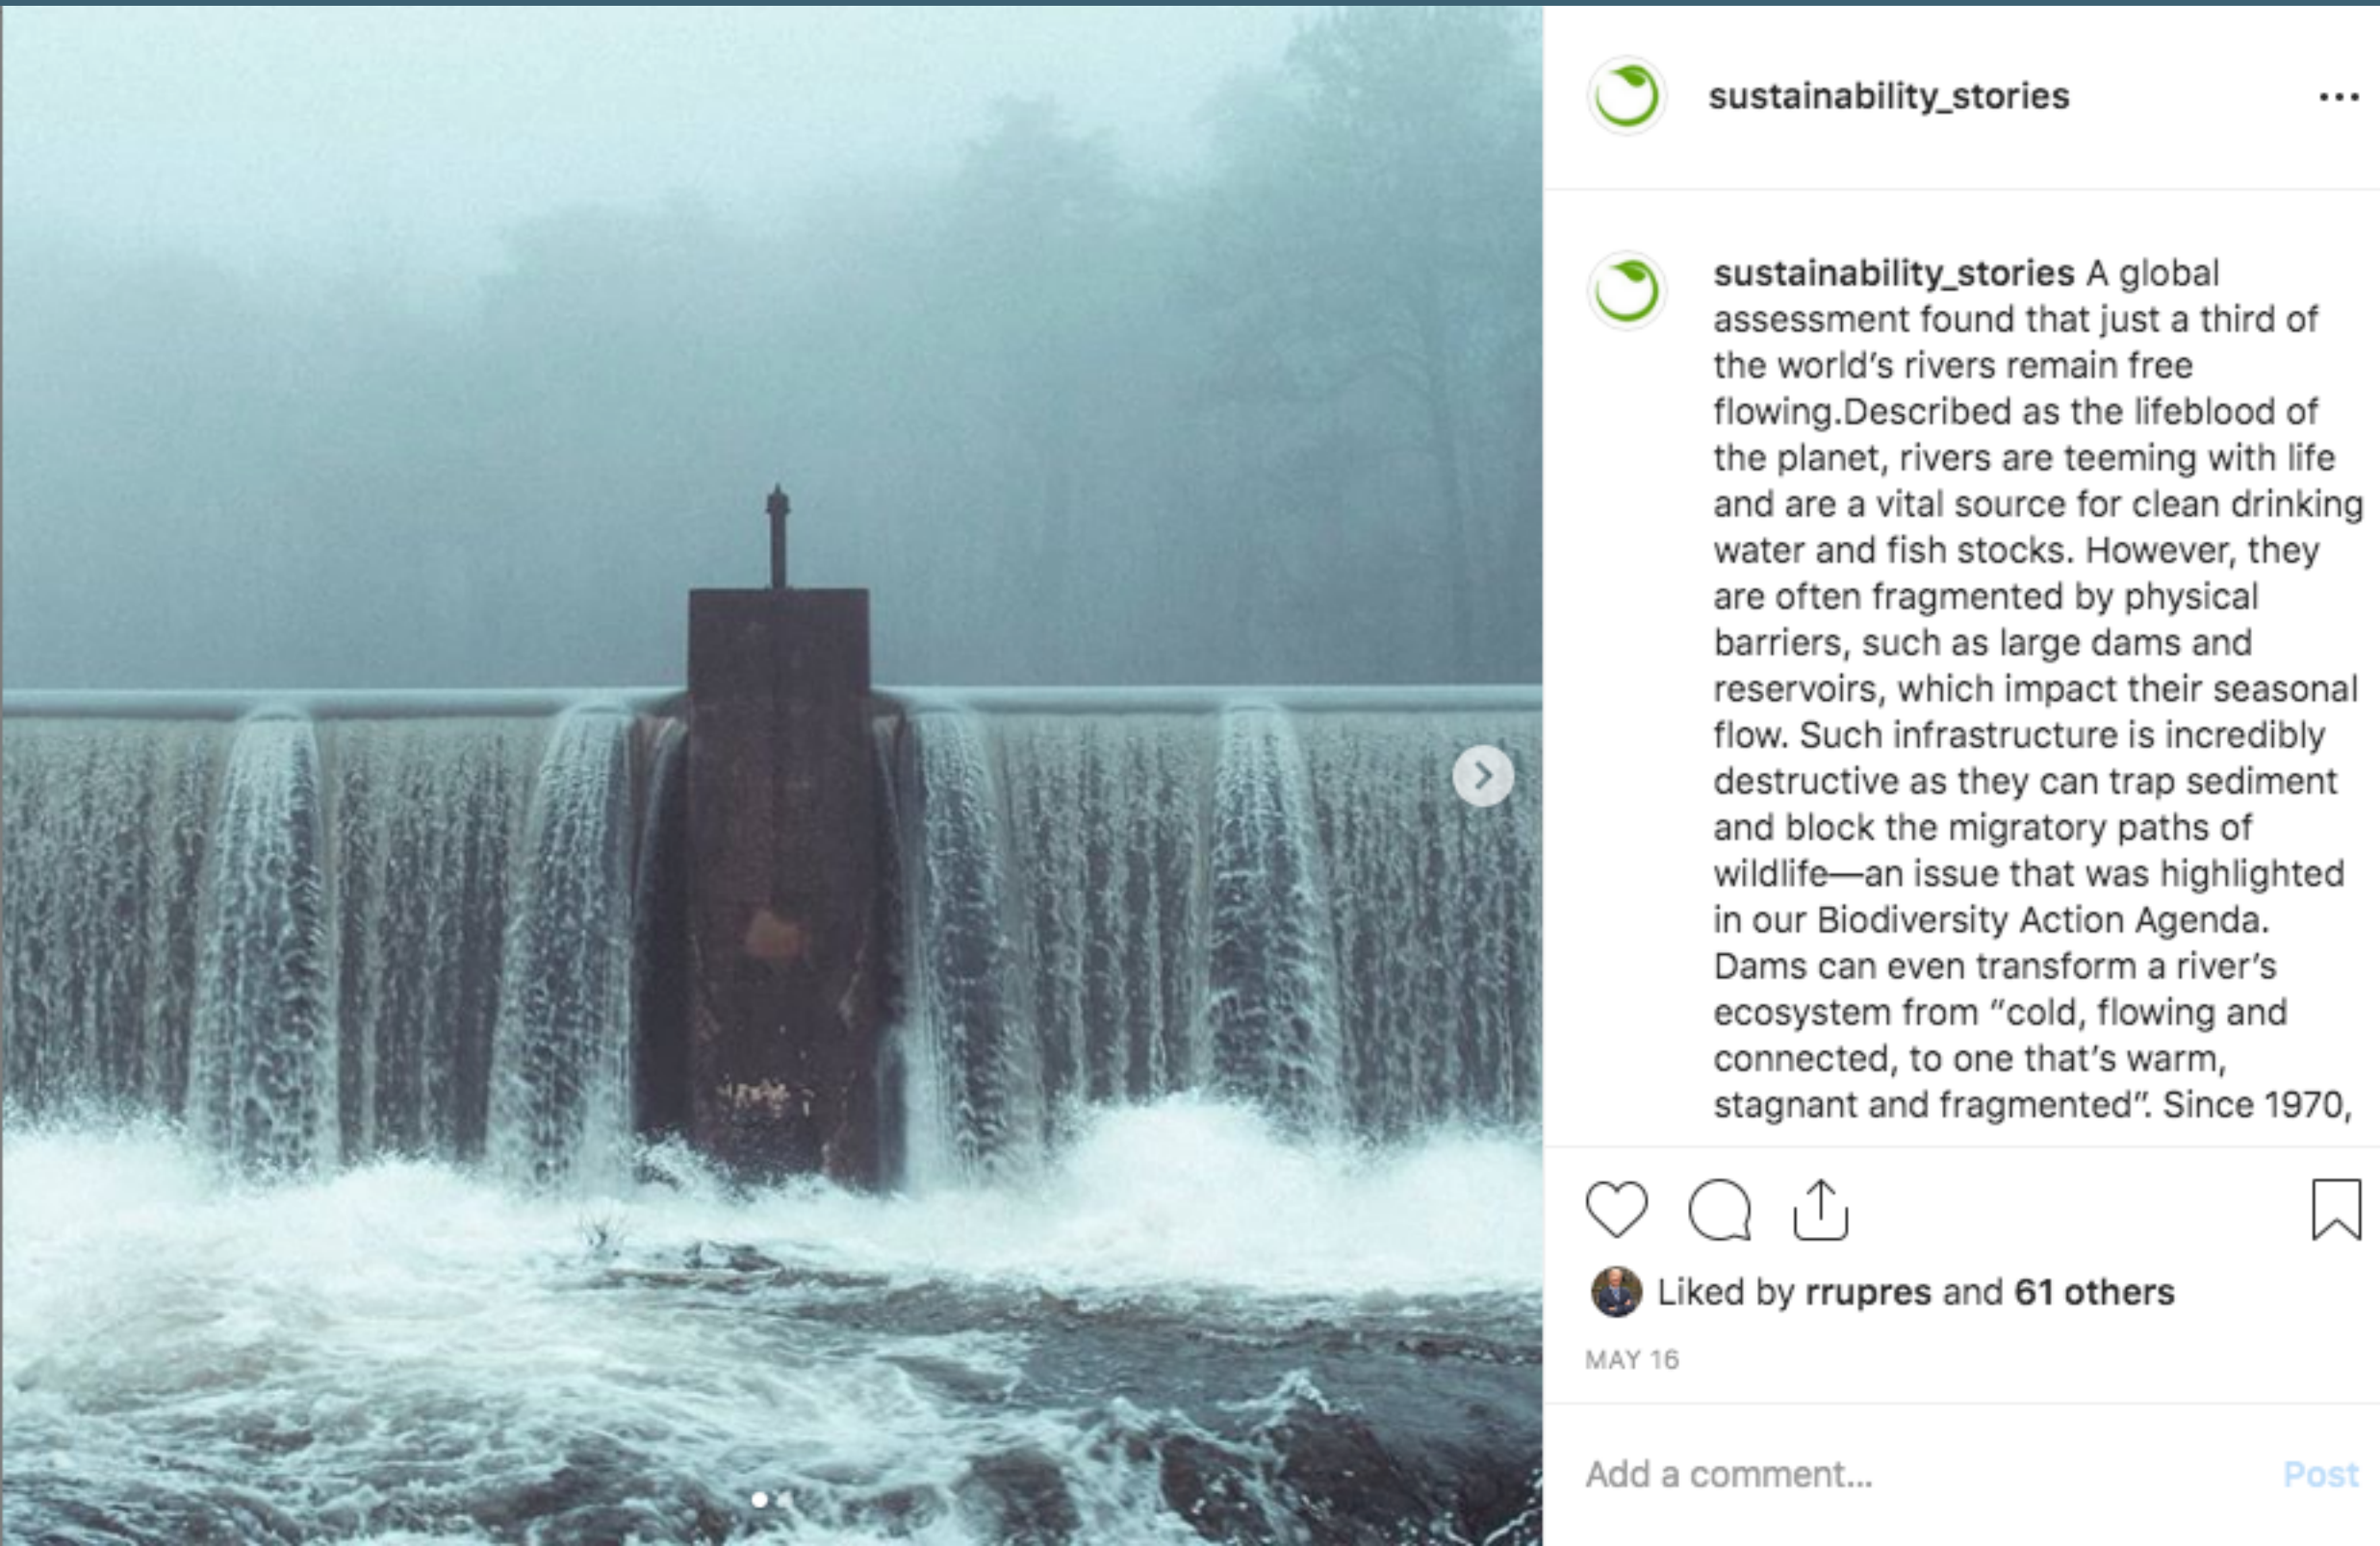 sustainability_stories
sustainability_stories A global
assessment found that just a third of
the world’s rivers remain free
flowing.Described as the lifeblood of
the planet, rivers are teeming with life
and are a vital source for clean drinking
water and fish stocks. However, they
are often fragmented by physical
barriers, such as large dams and
reservoirs, which impact their seasonal
flow. Such infrastructure is incredibly
destructive as they can trap sediment
and block the migratory paths of
wildlife—an issue that was highlighted
in our Biodiversity Action Agenda.
Dams can even transform a river’s
ecosystem from “cold, flowing and
connected, to one that’s warm,
stagnant and fragmented”. Since 1970,
Liked by rrupres and 61 others
MAY 16
Add a comment...
Post